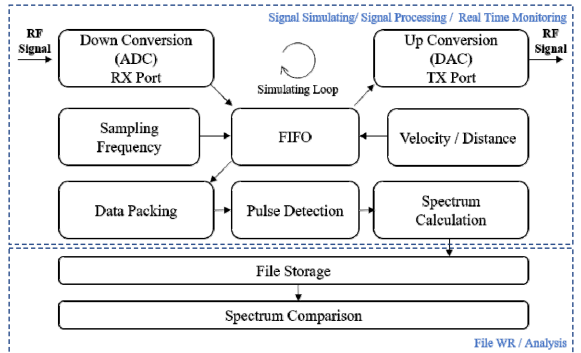 Signal Simulating/ Signal Processing / Real Time Monitoring
RF
Signal
Down Conversion
(ADC)
RX Port
Simulating Loop
Up Conversion
(DAC)
TX Port
RF
Signal
Sampling
Frequency
FIFO
Velocity / Distance
Data Packing
Pulse Detection
Spectrum
Calculation
File Storage
Spectrum Comparison
File WR / Analysis